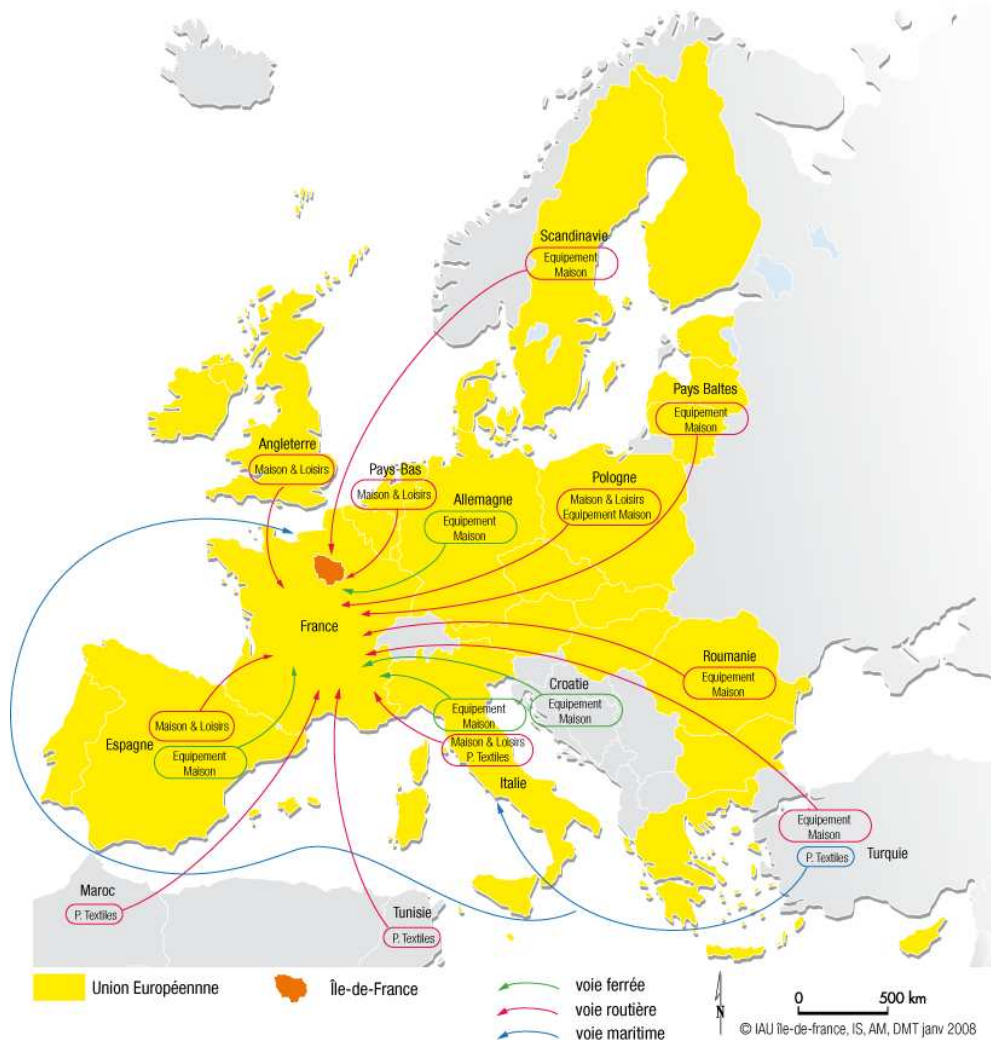 Scandinavie
Equipement
Maison
Pays Baltes
Equipement
Maison
Angleterre
Maison & Loisirs
Pays-Bas
Maison & Loisirs
Allemagne
Equipement
Maison
Pologne
Maison & Loisirs
Equipement Maison
France
Roumanie
Equipement
Maison
Croatie
Equipement
Maison
Equipement
Maison
Maison & Loisirs
P. Textiles
Italie
Maison & Loisirs
Espagne
Equipement
Maison
Equipement
Maison
P. Textiles
Turquie
Maroc
P. Textiles
Tunisie
P. Textiles
Union Européennne
Île-de-France
voie ferrée
voie routière
voie maritime
N
0 500 km
© IAU île-de-france, IS, AM, DMT janv 2008